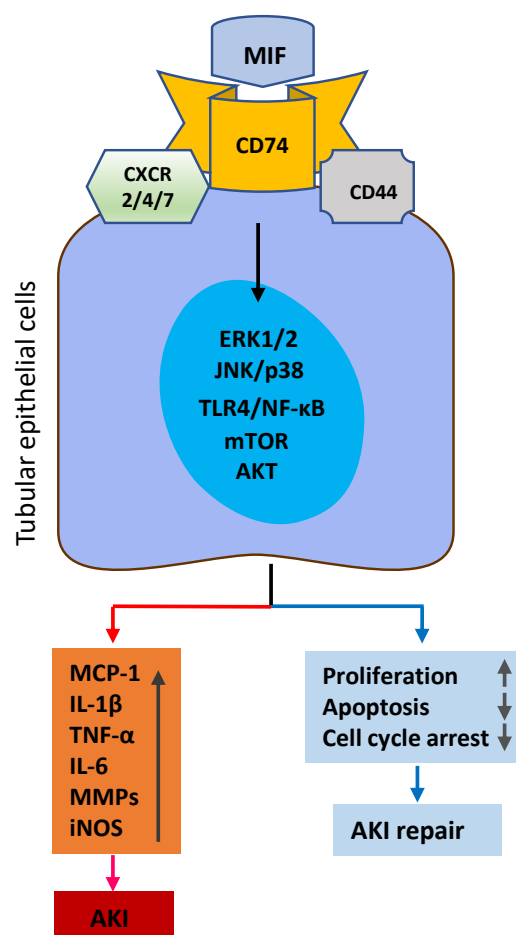 MIF
CD74
CXCR
2/4/7
CD44
Tubular epithelial cells
ERK1/2
JNK/p38
TLR4/NF-κB
mTOR
AKT
MCP-1
IL-1β
TNF-α
IL-6
MMPs
iNOS
AKI
Proliferation
Apoptosis
Cell cycle arrest
AKI repair